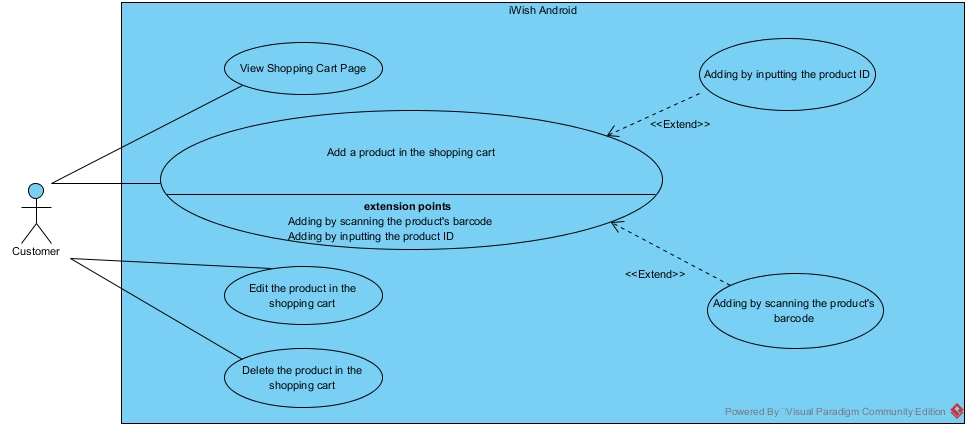 iWish Android
View Shopping Cart Page
Adding by inputting the product ID
<<Extend>>
Add a product in the shopping cart
extension points
Adding by scanning the product's barcode
Adding by inputting the product ID
Customer
<<Extend>>
Edit the product in the
shopping cart
Adding by scanning the product's
barcode
Delete the product in the
shopping cart
Powered By Visual Paradigm Community Edition